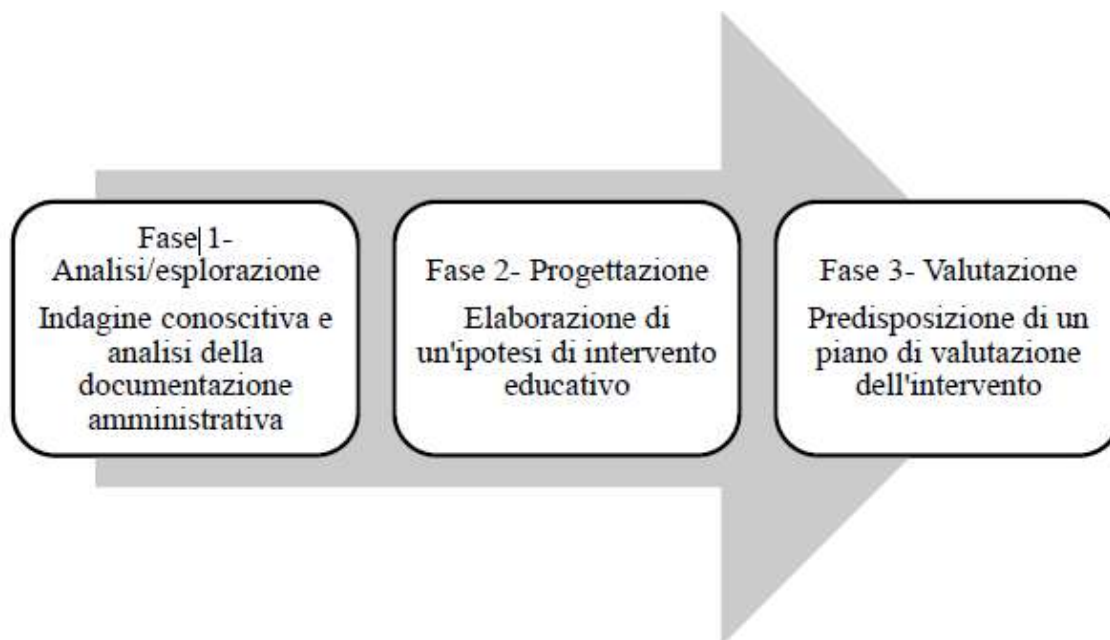 Fase 1-
Analisi/esplorazione
Indagine conoscitiva e
analisi della
documentazione
amministrativa
Fase 2- Progettazione
Elaborazione di
un'ipotesi di intervento
educativo
Fase 3- Valutazione
Predisposizione di un
piano di valutazione
dell'intervento